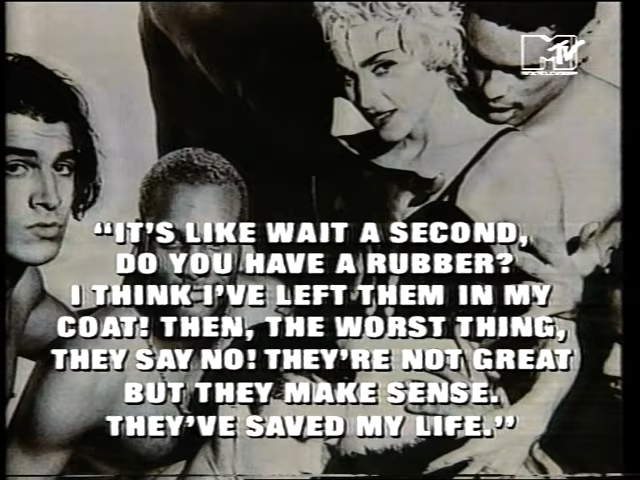 MTV
"IT'S LIKE WAIT A SECOND,
DO YOU HAVE A RUBBER?
I THINK I'VE LEFT THEM IN MY
COAT! THEN, THE WORST THING,
THEY SAY NO! THEY'RE NOT GREAT
BUT THEY MAKE SENSE.
THEY'VE SAVED MY LIFE."